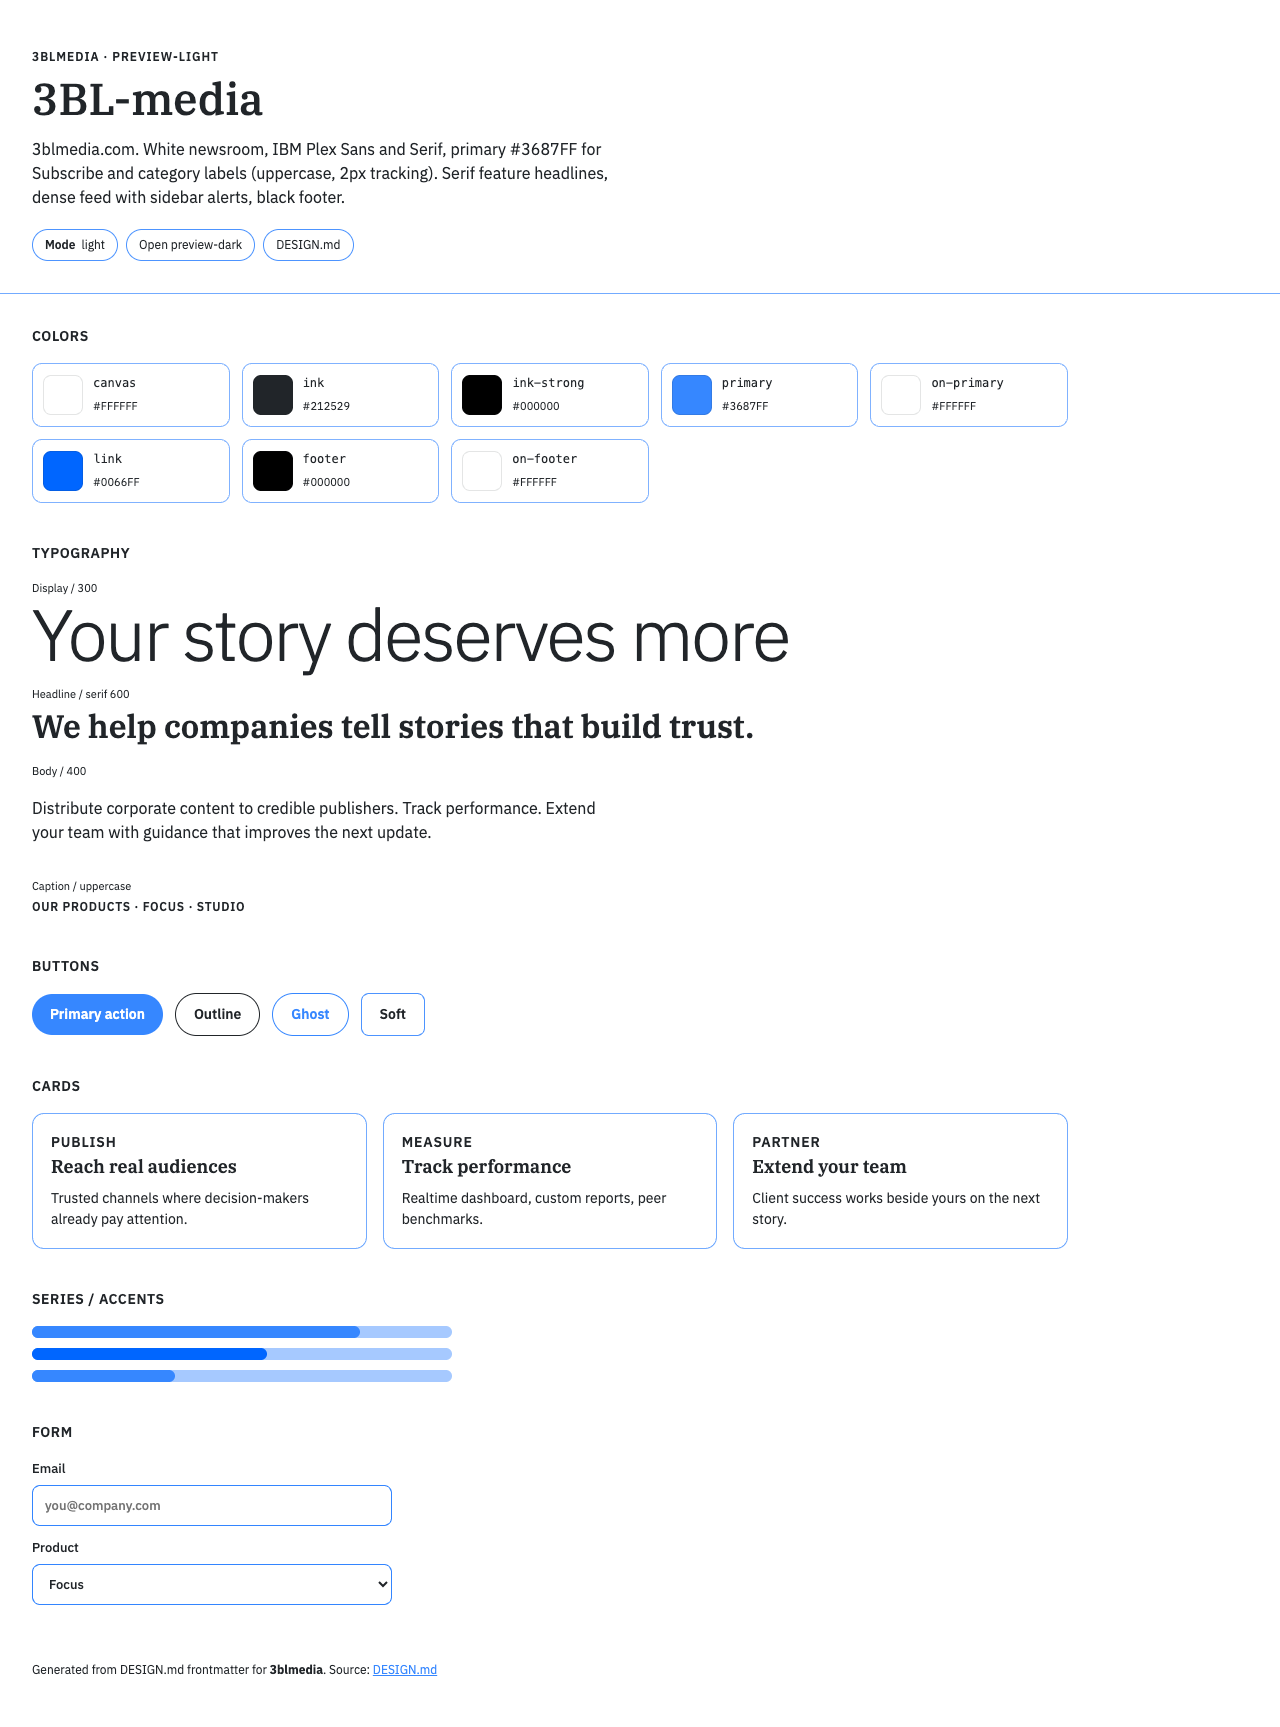 3BLMEDIA · PREVIEW-LIGHT
3BL-media
3blmedia.com. White newsroom, IBM Plex Sans and Serif, primary #3687FF for
Subscribe and category labels (uppercase, 2px tracking). Serif feature headlines,
dense feed with sidebar alerts, black footer.
Mode light Open preview-dark DESIGN.md
COLORS
canvas ink ink-strong primary on-primary
#FFFFFF #212529 #000000 #3687FF #FFFFFF
link footer on-footer
#0066FF #000000 #FFFFFF
TYPOGRAPHY
Display / 300
Your story deserves more
Headline / serif 600
We help companies tell stories that build trust.
Body / 400
Distribute corporate content to credible publishers. Track performance. Extend
your team with guidance that improves the next update.
Caption / uppercase
OUR PRODUCTS · FOCUS · STUDIO
BUTTONS
Primary action Outline Ghost Soft
CARDS
PUBLISH
Reach real audiences
Trusted channels where decision-makers
already pay attention.
MEASURE
Track performance
Realtime dashboard, custom reports, peer
benchmarks.
PARTNER
Extend your team
Client success works beside yours on the next
story.
SERIES / ACCENTS
FORM
Email
you@company.com
Product
Focus
Generated from DESIGN.md frontmatter for 3blmedia. Source: DESIGN.md